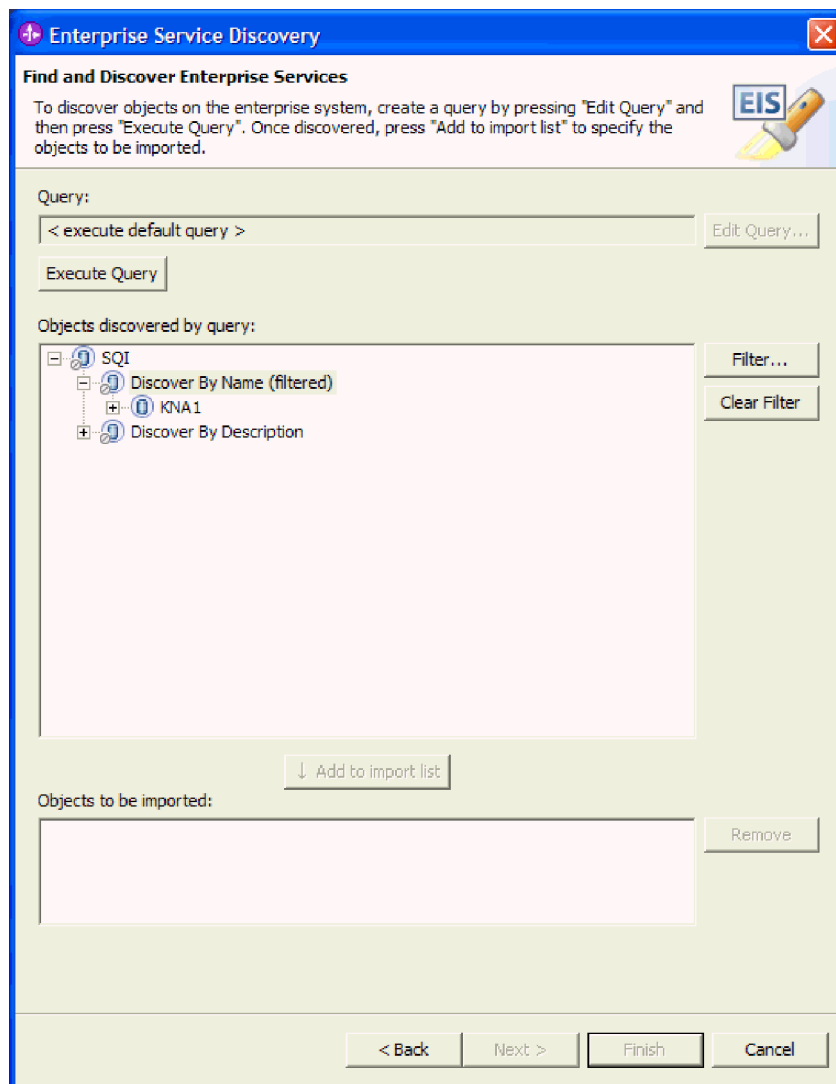 Enterprise Service Discovery
Find and Discover Enterprise Services
To discover objects on the enterprise system, create a query by pressing "Edit Query" and
then press "Execute Query". Once discovered, press "Add to import list" to specify the
objects to be imported.
EIS
Query:
< execute default query >
Edit Query...
Execute Query
Objects discovered by query:
SQI
Discover By Name (filtered)
KNA1
Discover By Description
Filter...
Clear Filter
↓ Add to import list
Objects to be imported:
Remove
< Back
Next >
Finish
Cancel